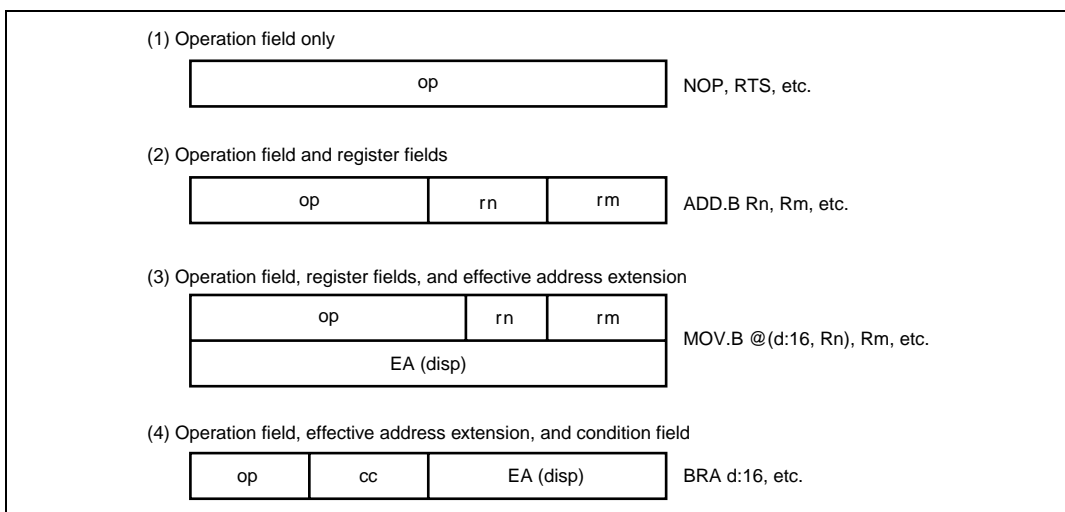 (1) Operation field only
op
NOP, RTS, etc.
(2) Operation field and register fields
op rn rm
ADD.B Rn, Rm, etc.
(3) Operation field, register fields, and effective address extension
op rn rm
MOV.B @(d:16, Rn), Rm, etc.
EA (disp)
(4) Operation field, effective address extension, and condition field
op cc EA (disp) BRA d:16, etc.